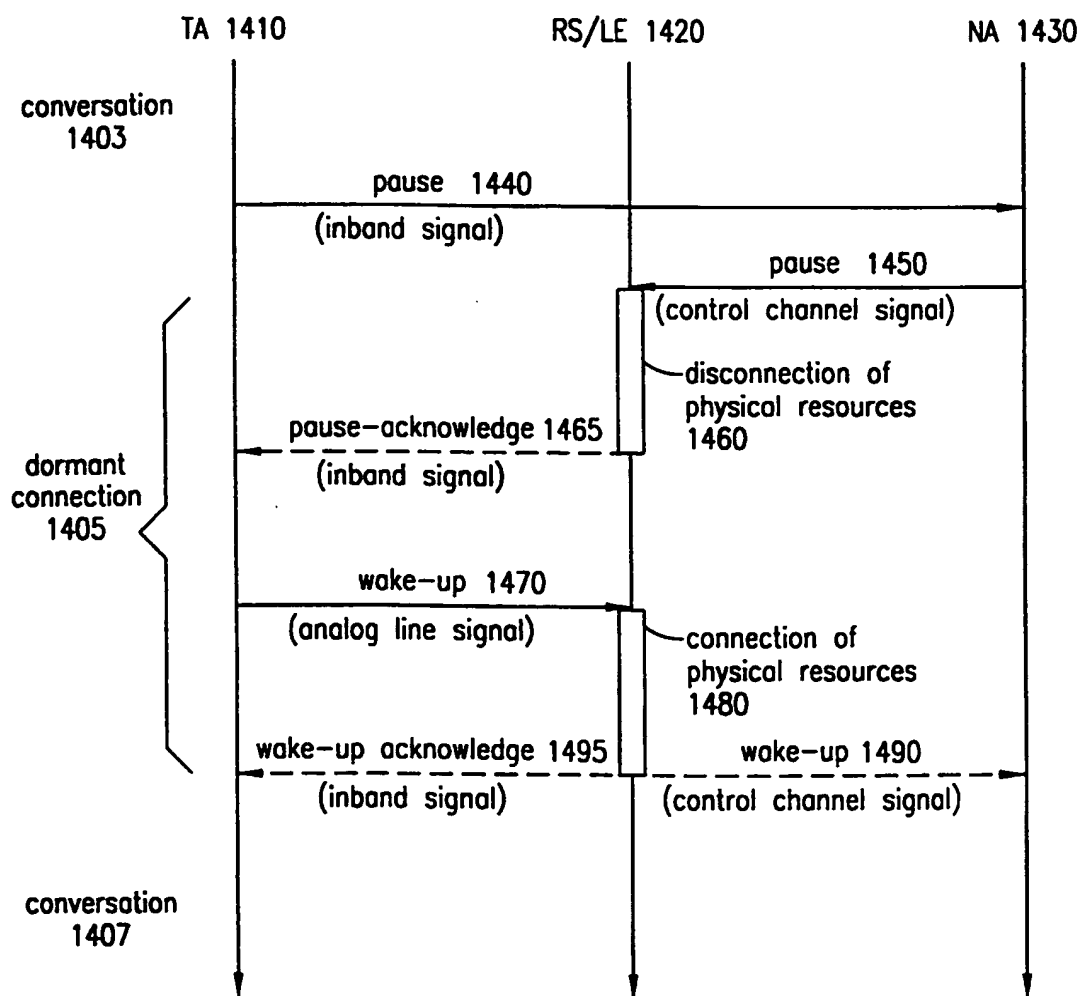 TA 1410
RS/LE 1420
NA 1430
conversation
1403
pause 1440
(inband signal)
pause 1450
(control channel signal)
disconnection of
physical resources
1460
pause-acknowledge 1465
(inband signal)
dormant
connection
1405
wake-up 1470
(analog line signal)
connection of
physical resources
1480
wake-up acknowledge 1495
(inband signal)
wake-up 1490
(control channel signal)
conversation
1407